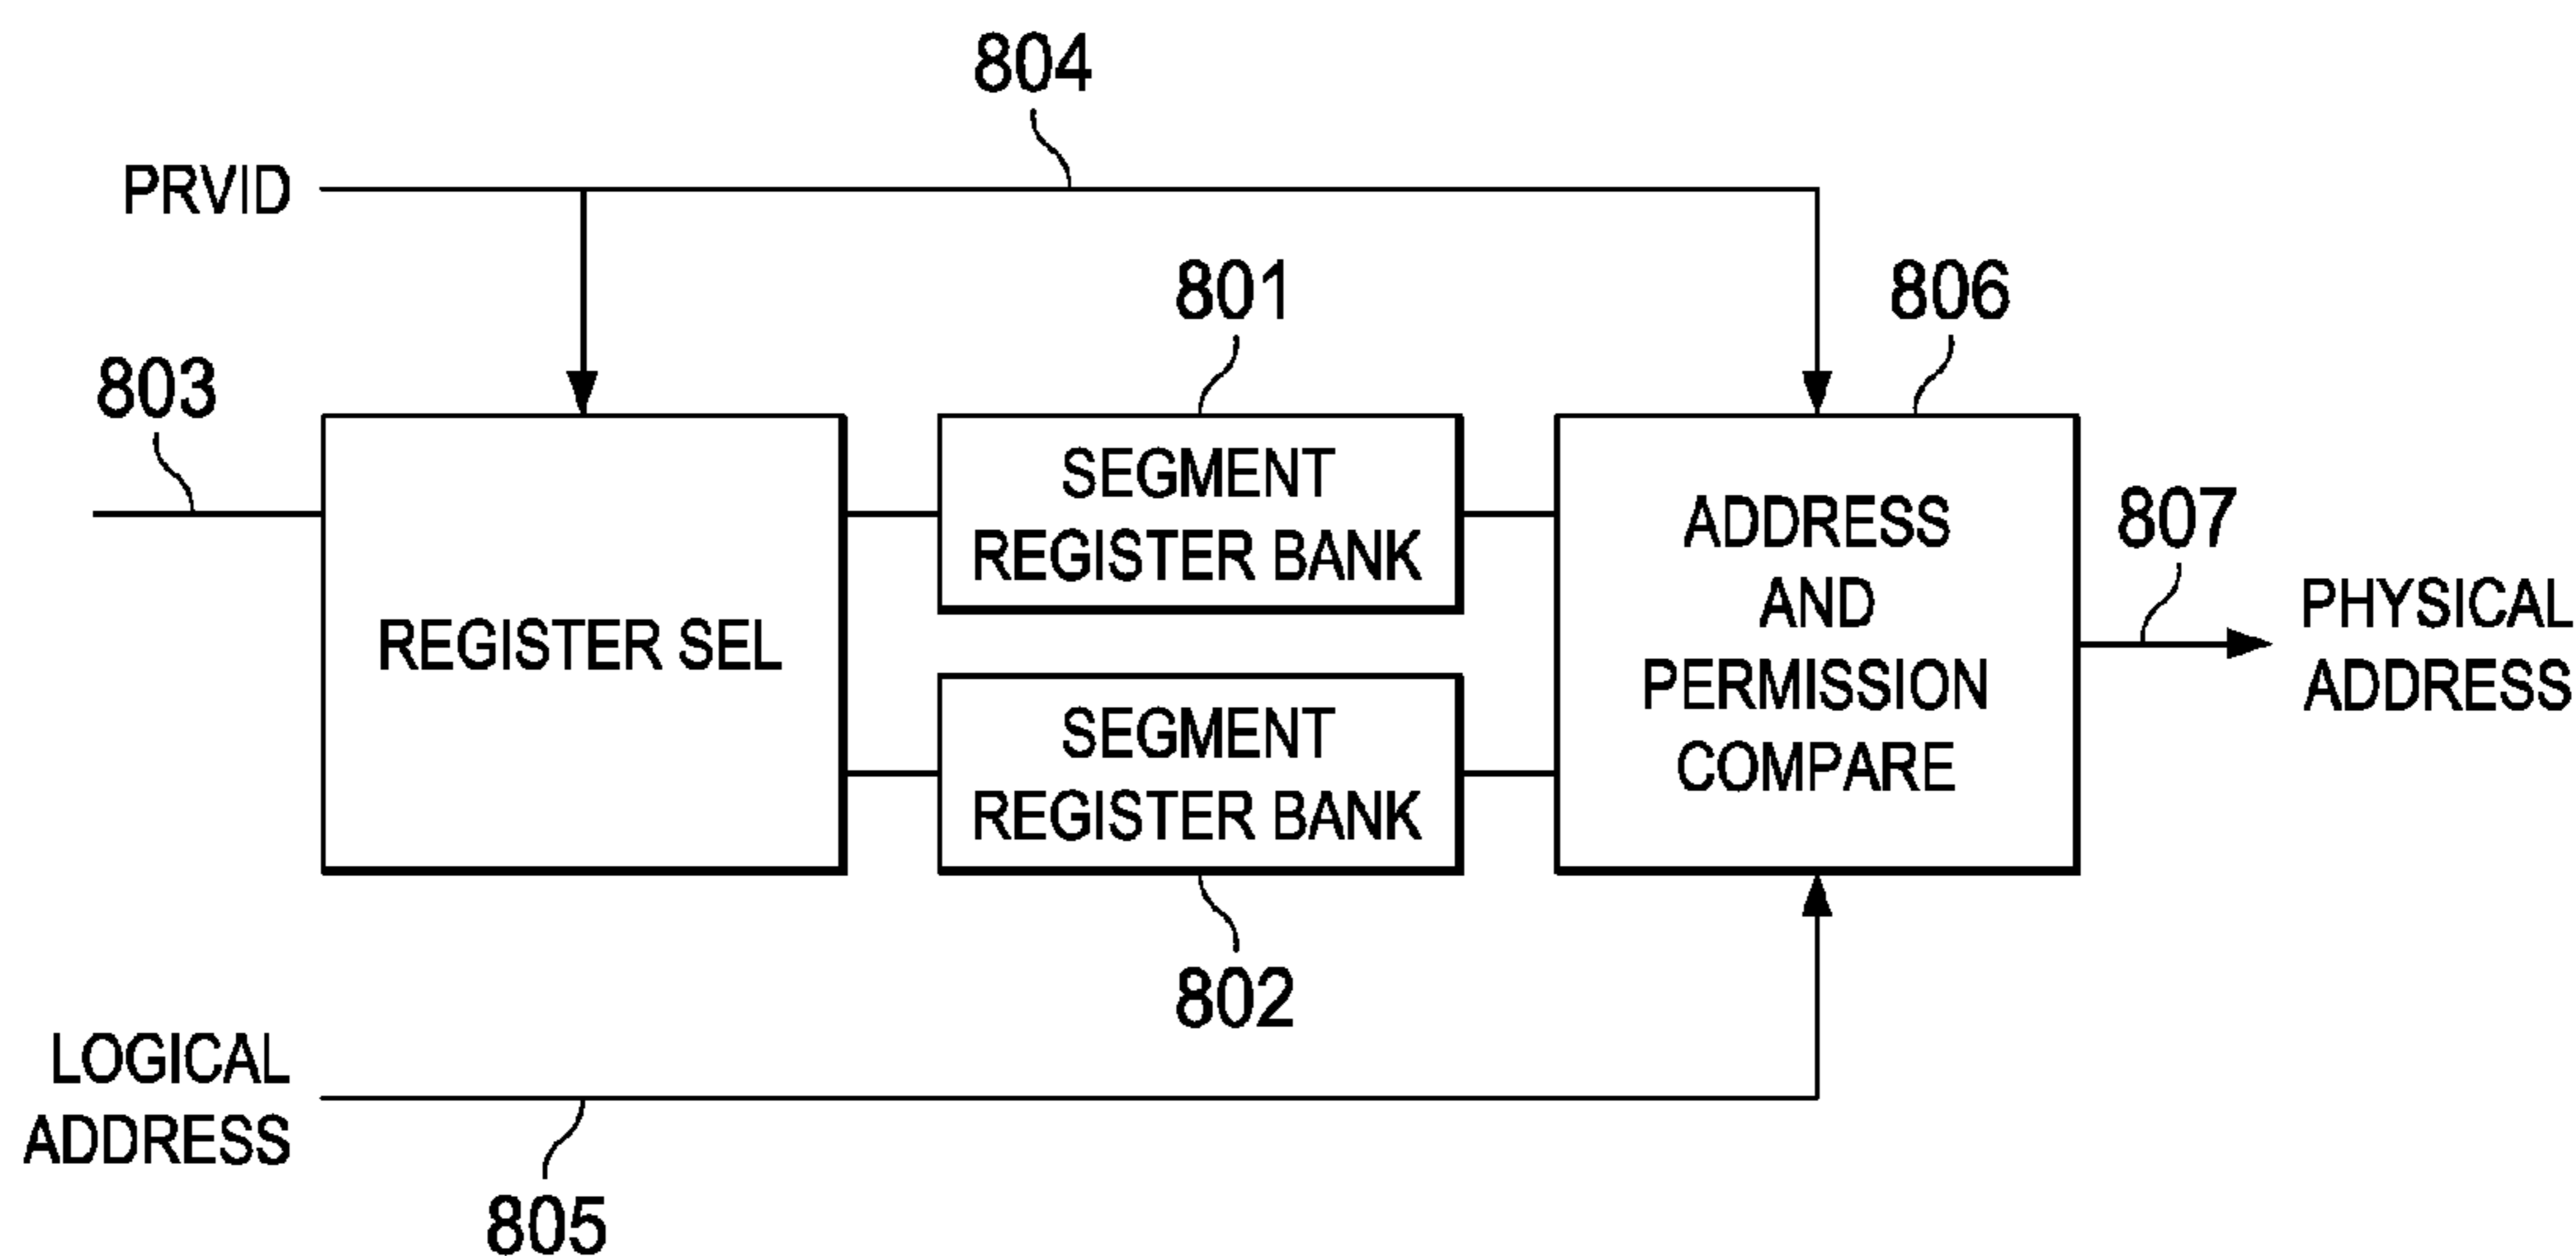 804
PRVID
801
806
803
SEGMENT
REGISTER BANK
ADDRESS
AND
PERMISSION
COMPARE
807
PHYSICAL
ADDRESS
REGISTER SEL
SEGMENT
REGISTER BANK
802
LOGICAL
ADDRESS
805